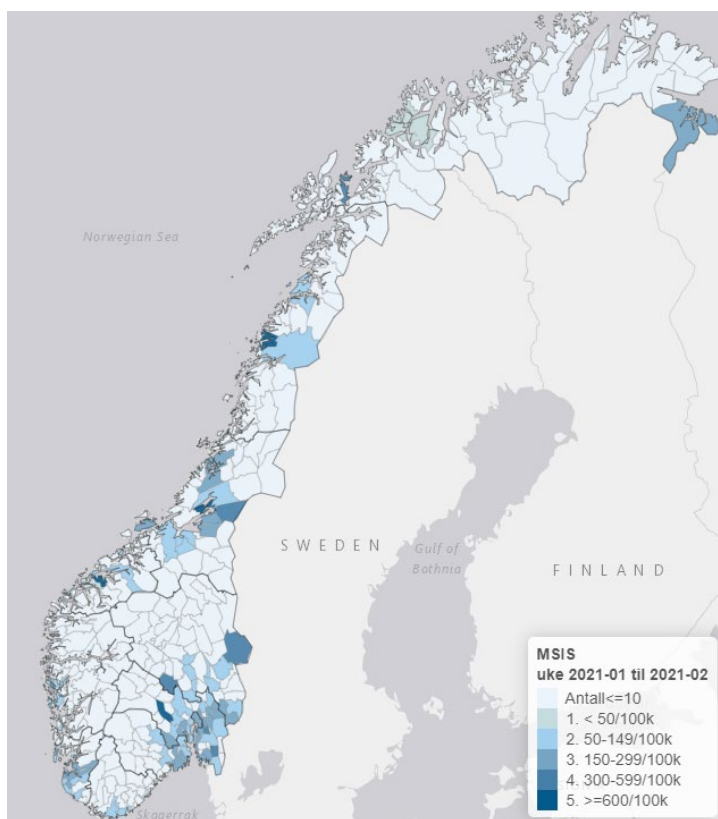 Norwegian Sea
SWEDEN
Gulf of
Bothnia
FINLAND
Skagerrak
MSIS
uke 2021-01 til 2021-02
Antall<=10
1. < 50/100k
2. 50-149/100k
3. 150-299/100k
4. 300-599/100k
5. >=600/100k